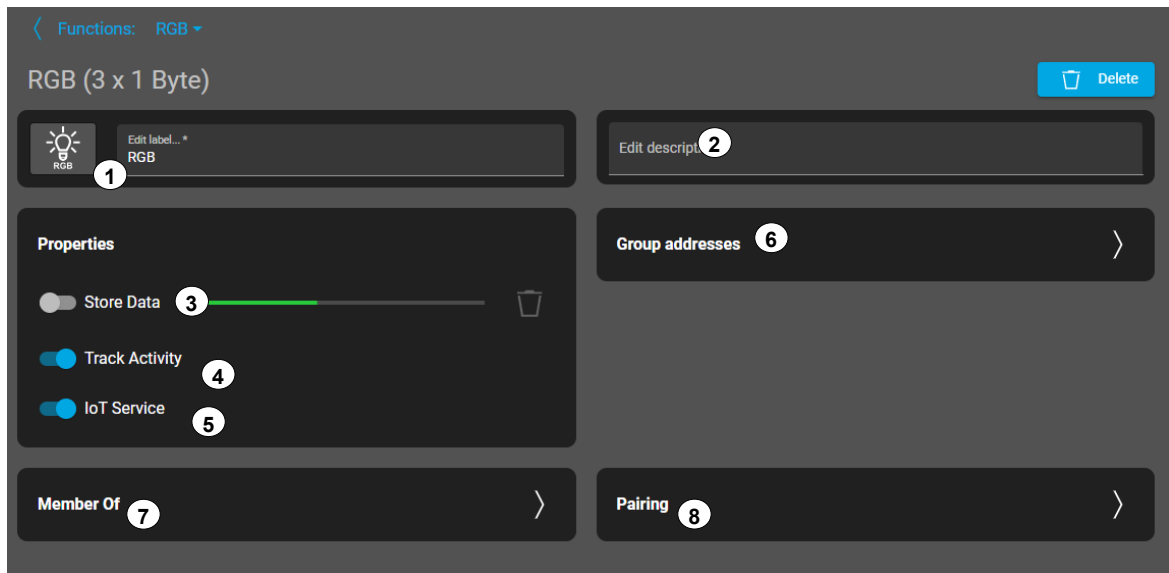 Functions: RGB
RGB (3 x 1 Byte)
Delete
RGB
Edit label... *
RGB
1
Edit descript
2
Properties
Store Data
3
Track Activity
4
IoT Service
5
Group addresses
6
Member Of
7
Pairing
8